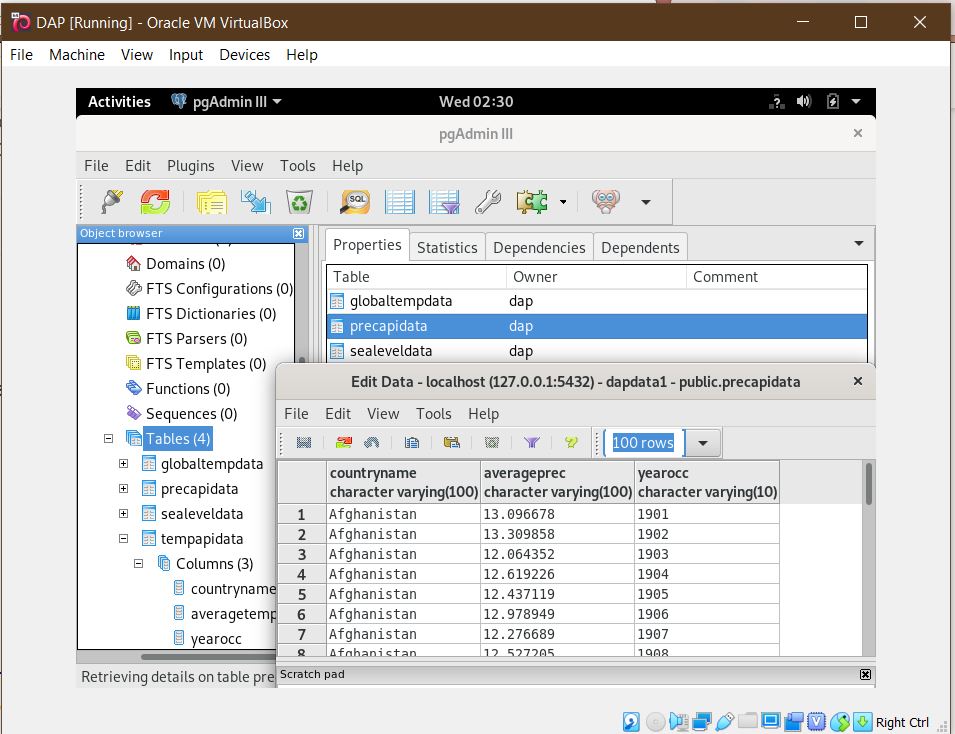 DAP [Running] - Oracle VM VirtualBox
File Machine View Input Devices Help
Activities pgAdmin III Wed 02:30
pgAdmin III
File Edit Plugins View Tools Help
SQL
Object browser
Domains (0)
FTS Configurations (0)
FTS Dictionaries (0)
FTS Parsers (0)
FTS Templates (0)
Functions (0)
Sequences (0)
Tables (4)
globaltempdata
precapidata
sealeveldata
tempapidata
Columns (3)
countryname
averagetemp
yearocc
Retrieving details on table pre
Properties Statistics Dependencies Dependents
Table Owner Comment
globaltempdata dap
precapidata dap
sealeveldata dap
Edit Data - localhost (127.0.0.1:5432) - dapdata1 - public.precapidata
File Edit View Tools Help
100 rows
countryname averageprec yearocc
character varying(100) character varying(100) character varying(10)
1 Afghanistan 13.096678 1901
2 Afghanistan 13.309858 1902
3 Afghanistan 12.064352 1903
4 Afghanistan 12.619226 1904
5 Afghanistan 12.437119 1905
6 Afghanistan 12.978949 1906
7 Afghanistan 12.276689 1907
8 Afghanistan 12.527205 1908
Scratch pad
Right Ctrl